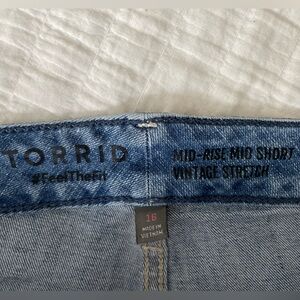 TORRID
#FeelTheFit
MID-RISE MID SHORT
VINTAGE STRETCH
16
MADE IN
VIETNAM